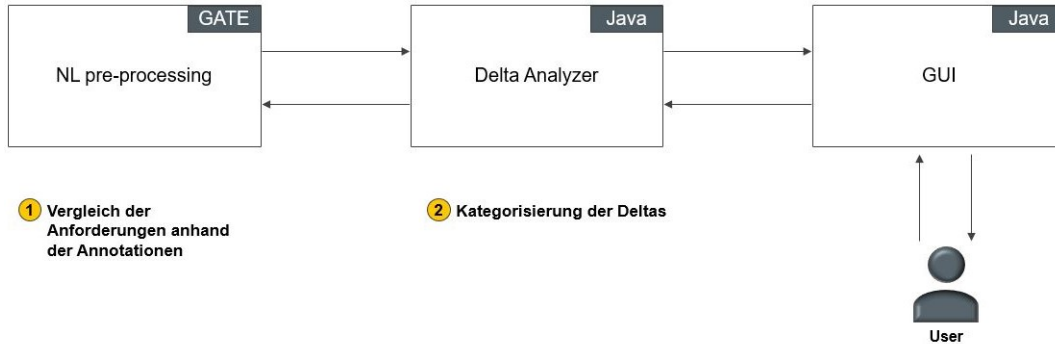 GATE
NL pre-processing
Java
Delta Analyzer
Java
GUI
1 Vergleich der
Anforderungen anhand
der Annotationen
2 Kategorisierung der Deltas
User